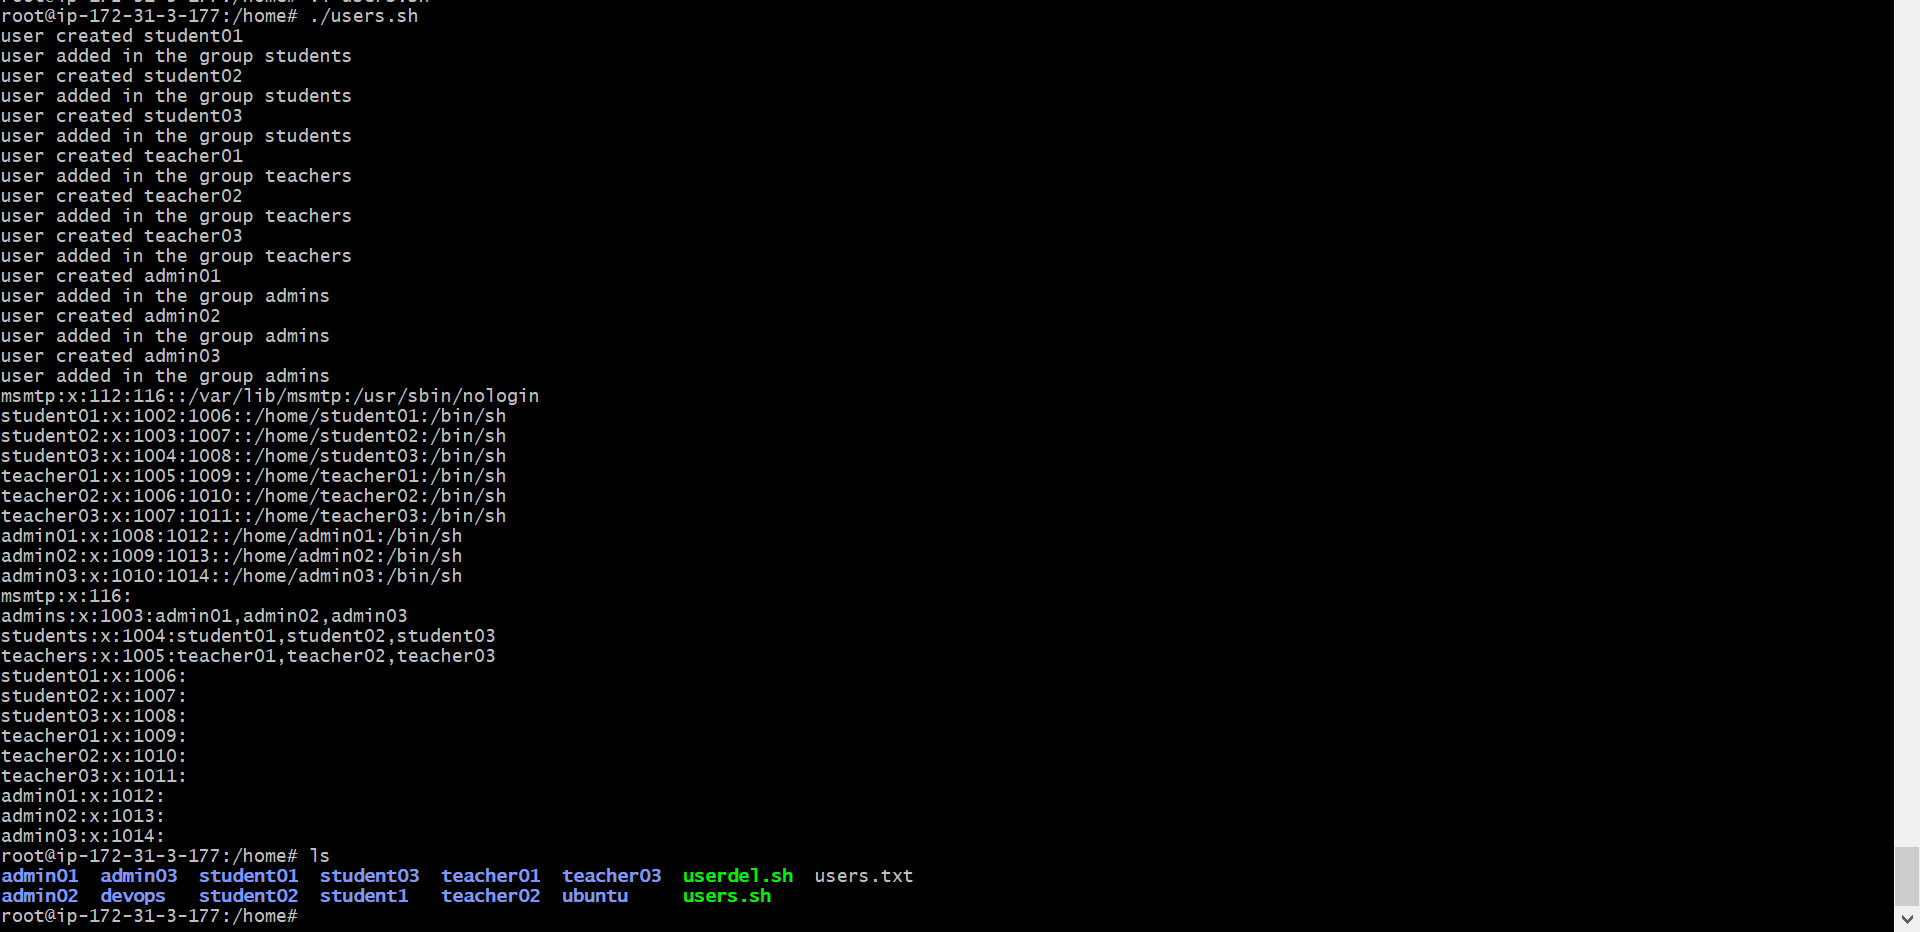 root@ip-172-31-3-177:/home# ./users.sh
user created student01
user added in the group students
user created student02
user added in the group students
user created student03
user added in the group students
user created teacher01
user added in the group teachers
user created teacher02
user added in the group teachers
user created teacher03
user added in the group teachers
user created admin01
user added in the group admins
user created admin02
user added in the group admins
user created admin03
user added in the group admins
msmtp:x:112:116::/var/lib/msmtp:/usr/sbin/nologin
student01:x:1002:1006::/home/student01:/bin/sh
student02:x:1003:1007::/home/student02:/bin/sh
student03:x:1004:1008::/home/student03:/bin/sh
teacher01:x:1005:1009::/home/teacher01:/bin/sh
teacher02:x:1006:1010::/home/teacher02:/bin/sh
teacher03:x:1007:1011::/home/teacher03:/bin/sh
admin01:x:1008:1012::/home/admin01:/bin/sh
admin02:x:1009:1013::/home/admin02:/bin/sh
admin03:x:1010:1014::/home/admin03:/bin/sh
msmtp:x:116:
admins:x:1003:admin01,admin02,admin03
students:x:1004:student01,student02,student03
teachers:x:1005:teacher01,teacher02,teacher03
student01:x:1006:
student02:x:1007:
student03:x:1008:
teacher01:x:1009:
teacher02:x:1010:
teacher03:x:1011:
admin01:x:1012:
admin02:x:1013:
admin03:x:1014:
root@ip-172-31-3-177:/home# ls
admin01  admin03  student01  student03  teacher01  teacher03  userdel.sh  users.txt
admin02  devops   student02  student1   teacher02  ubuntu     users.sh
root@ip-172-31-3-177:/home#